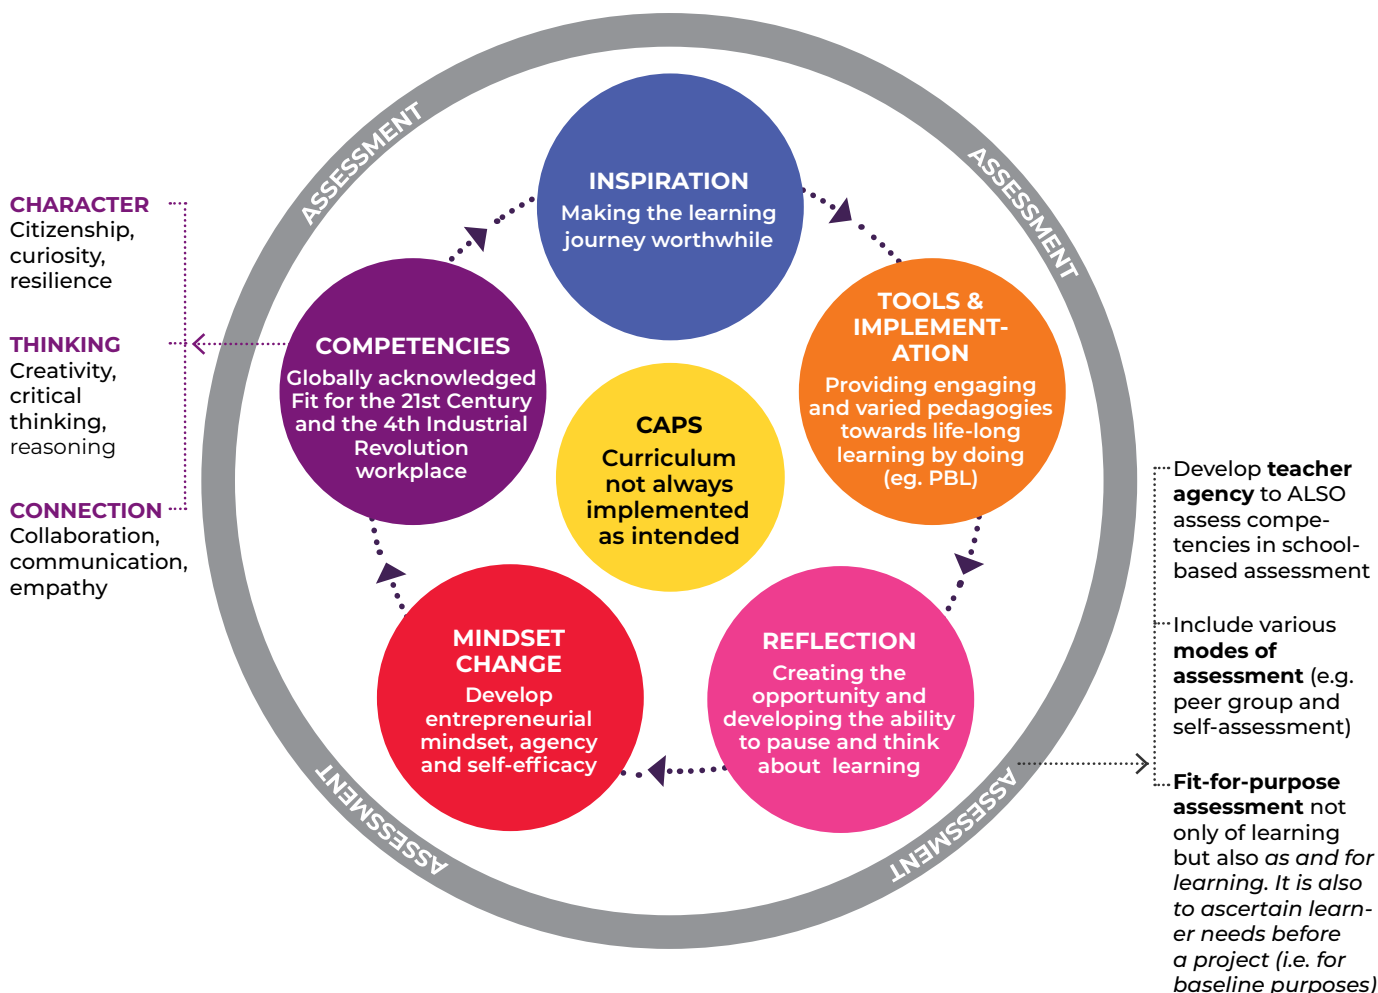 ASSESSMENT
ASSESSMENT
INSPIRATION
Making the learning
journey worthwhile
TOOLS &
IMPLEMENT-
ATION
Providing engaging
and varied pedagogies
towards life-long
learning by doing
(eg. PBL)
COMPETENCIES
Globally acknowledged
Fit for the 21st Century
and the 4th Industrial
Revolution
workplace
CAPS
Curriculum
not always
implemented
as intended
MINDSET
CHANGE
Develop
entrepreneurial
mindset, agency
and self-efficacy
REFLECTION
Creating the
opportunity and
developing the ability
to pause and think
about learning
ASSESSMENT
ASSESSMENT
CHARACTER
Citizenship,
curiosity,
resilience
THINKING
Creativity,
critical
thinking,
reasoning
CONNECTION
Collaboration,
communication,
empathy
Develop teacher
agency to ALSO
assess compe-
tencies in school-
based assessment
Include various
modes of
assessment (e.g.
peer group and
self-assessment)
Fit-for-purpose
assessment not
only of learning
but also as and for
learning. It is also
to ascertain learn-
er needs before
a project (i.e. for
baseline purposes)